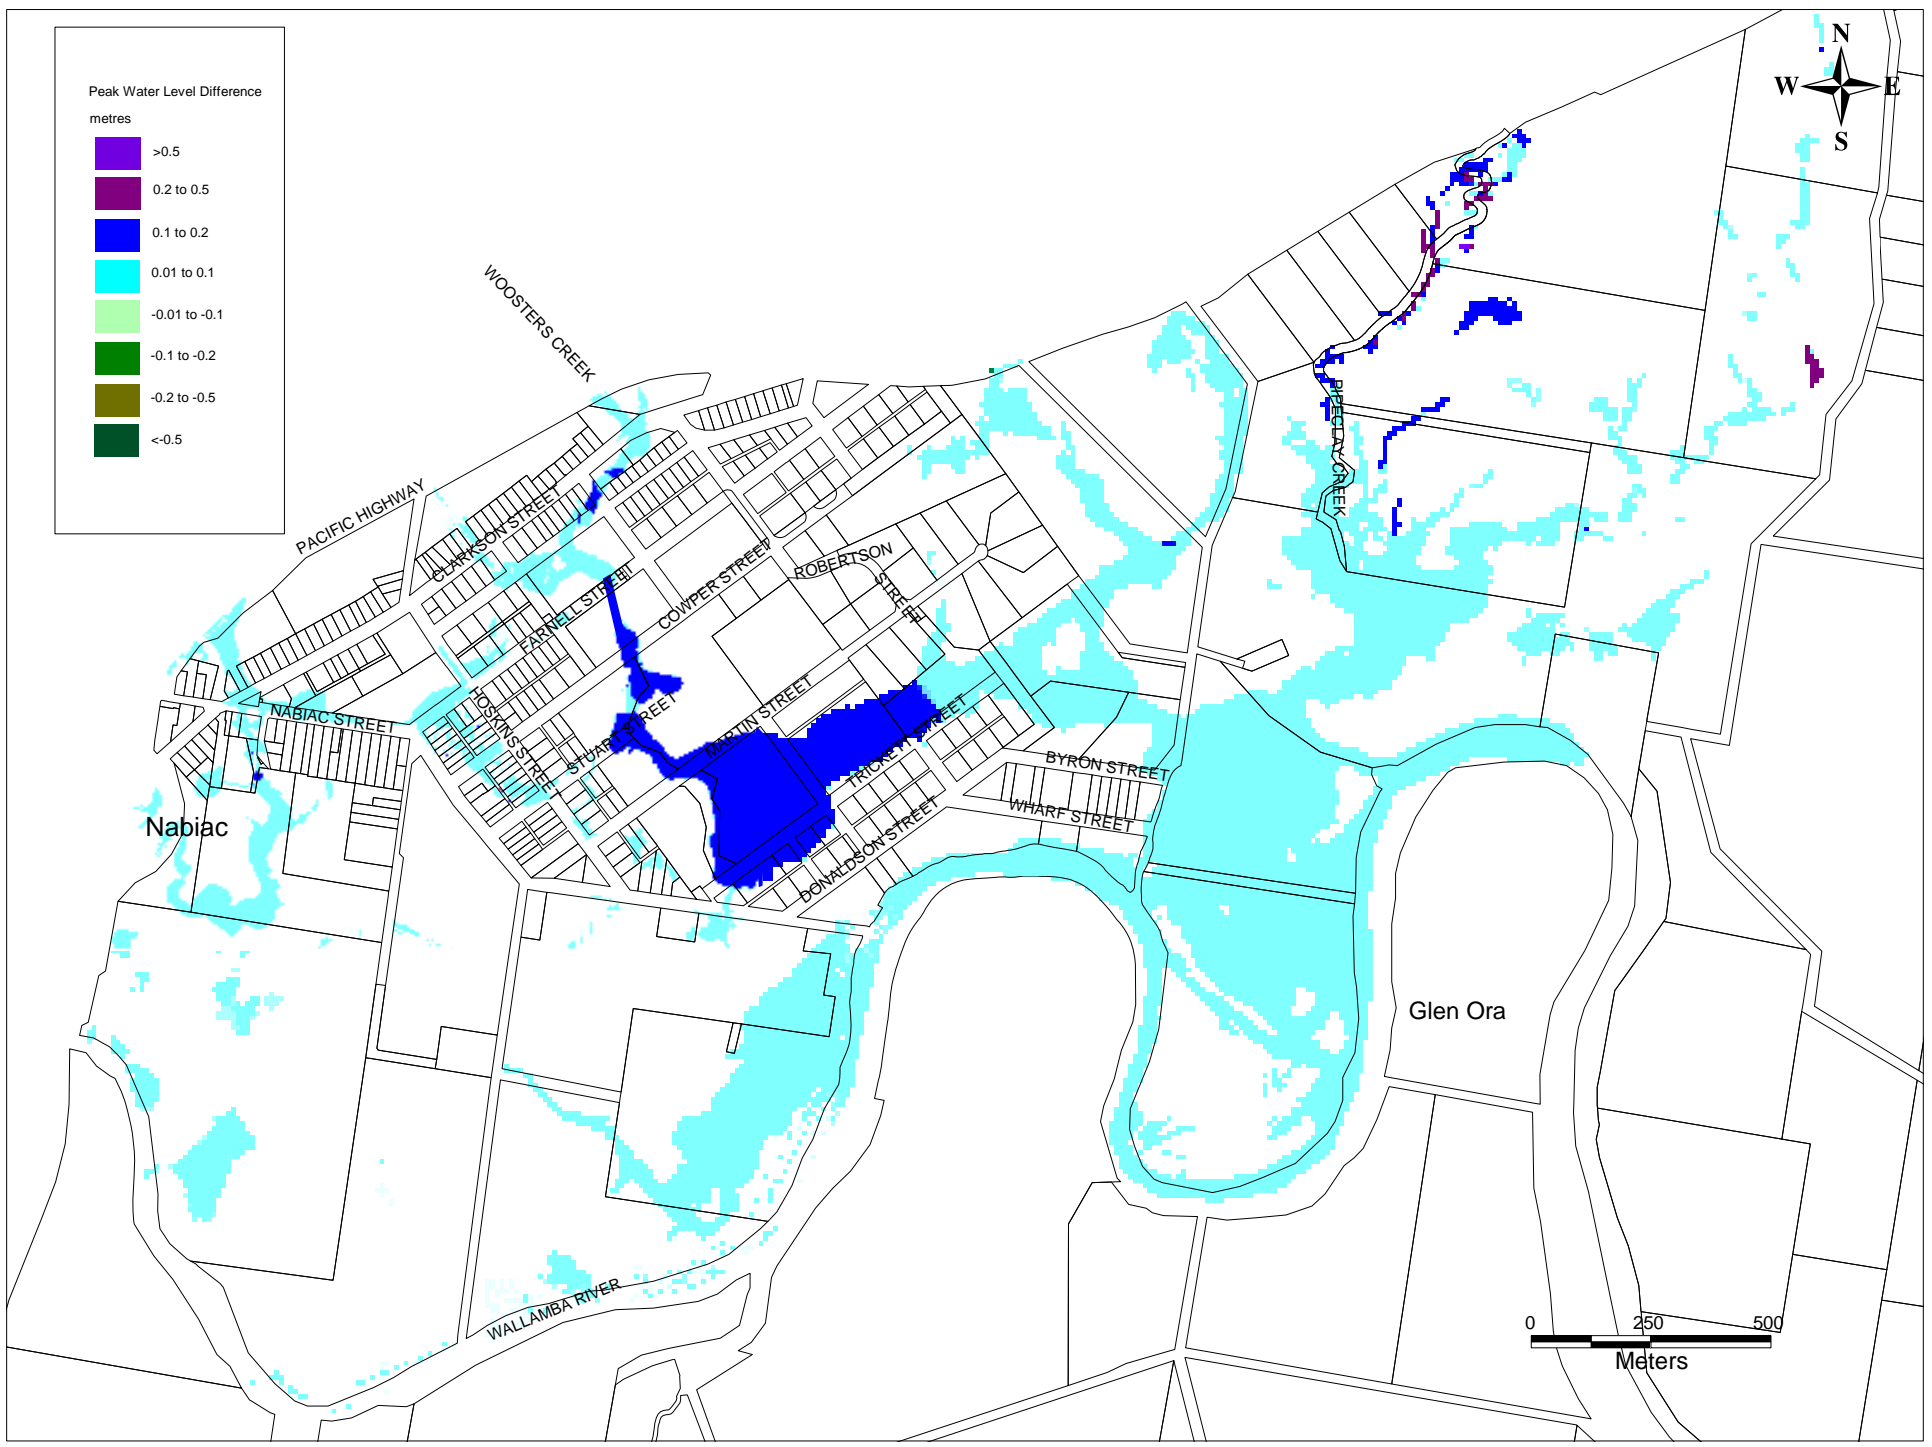 Peak Water Level Difference
metres
>0.5
0.2 to 0.5
0.1 to 0.2
0.01 to 0.1
-0.01 to -0.1
-0.1 to -0.2
-0.2 to -0.5
<-0.5
N
W E
S
WOOSTERS CREEK
PACIFIC HIGHWAY
CLARKSON STREET
PIPECLAY CREEK
FARNELL STREET
COWPER STREET
ROBERTSON
STREET
NABIAC STREET
HOSKINS STREET
STUART STREET
MARTIN STREET
TRICKETT STREET
BYRON STREET
WHARF STREET
DONALDSON STREET
Nabiac
Glen Ora
WALLAMBA RIVER
0 250 500
Meters